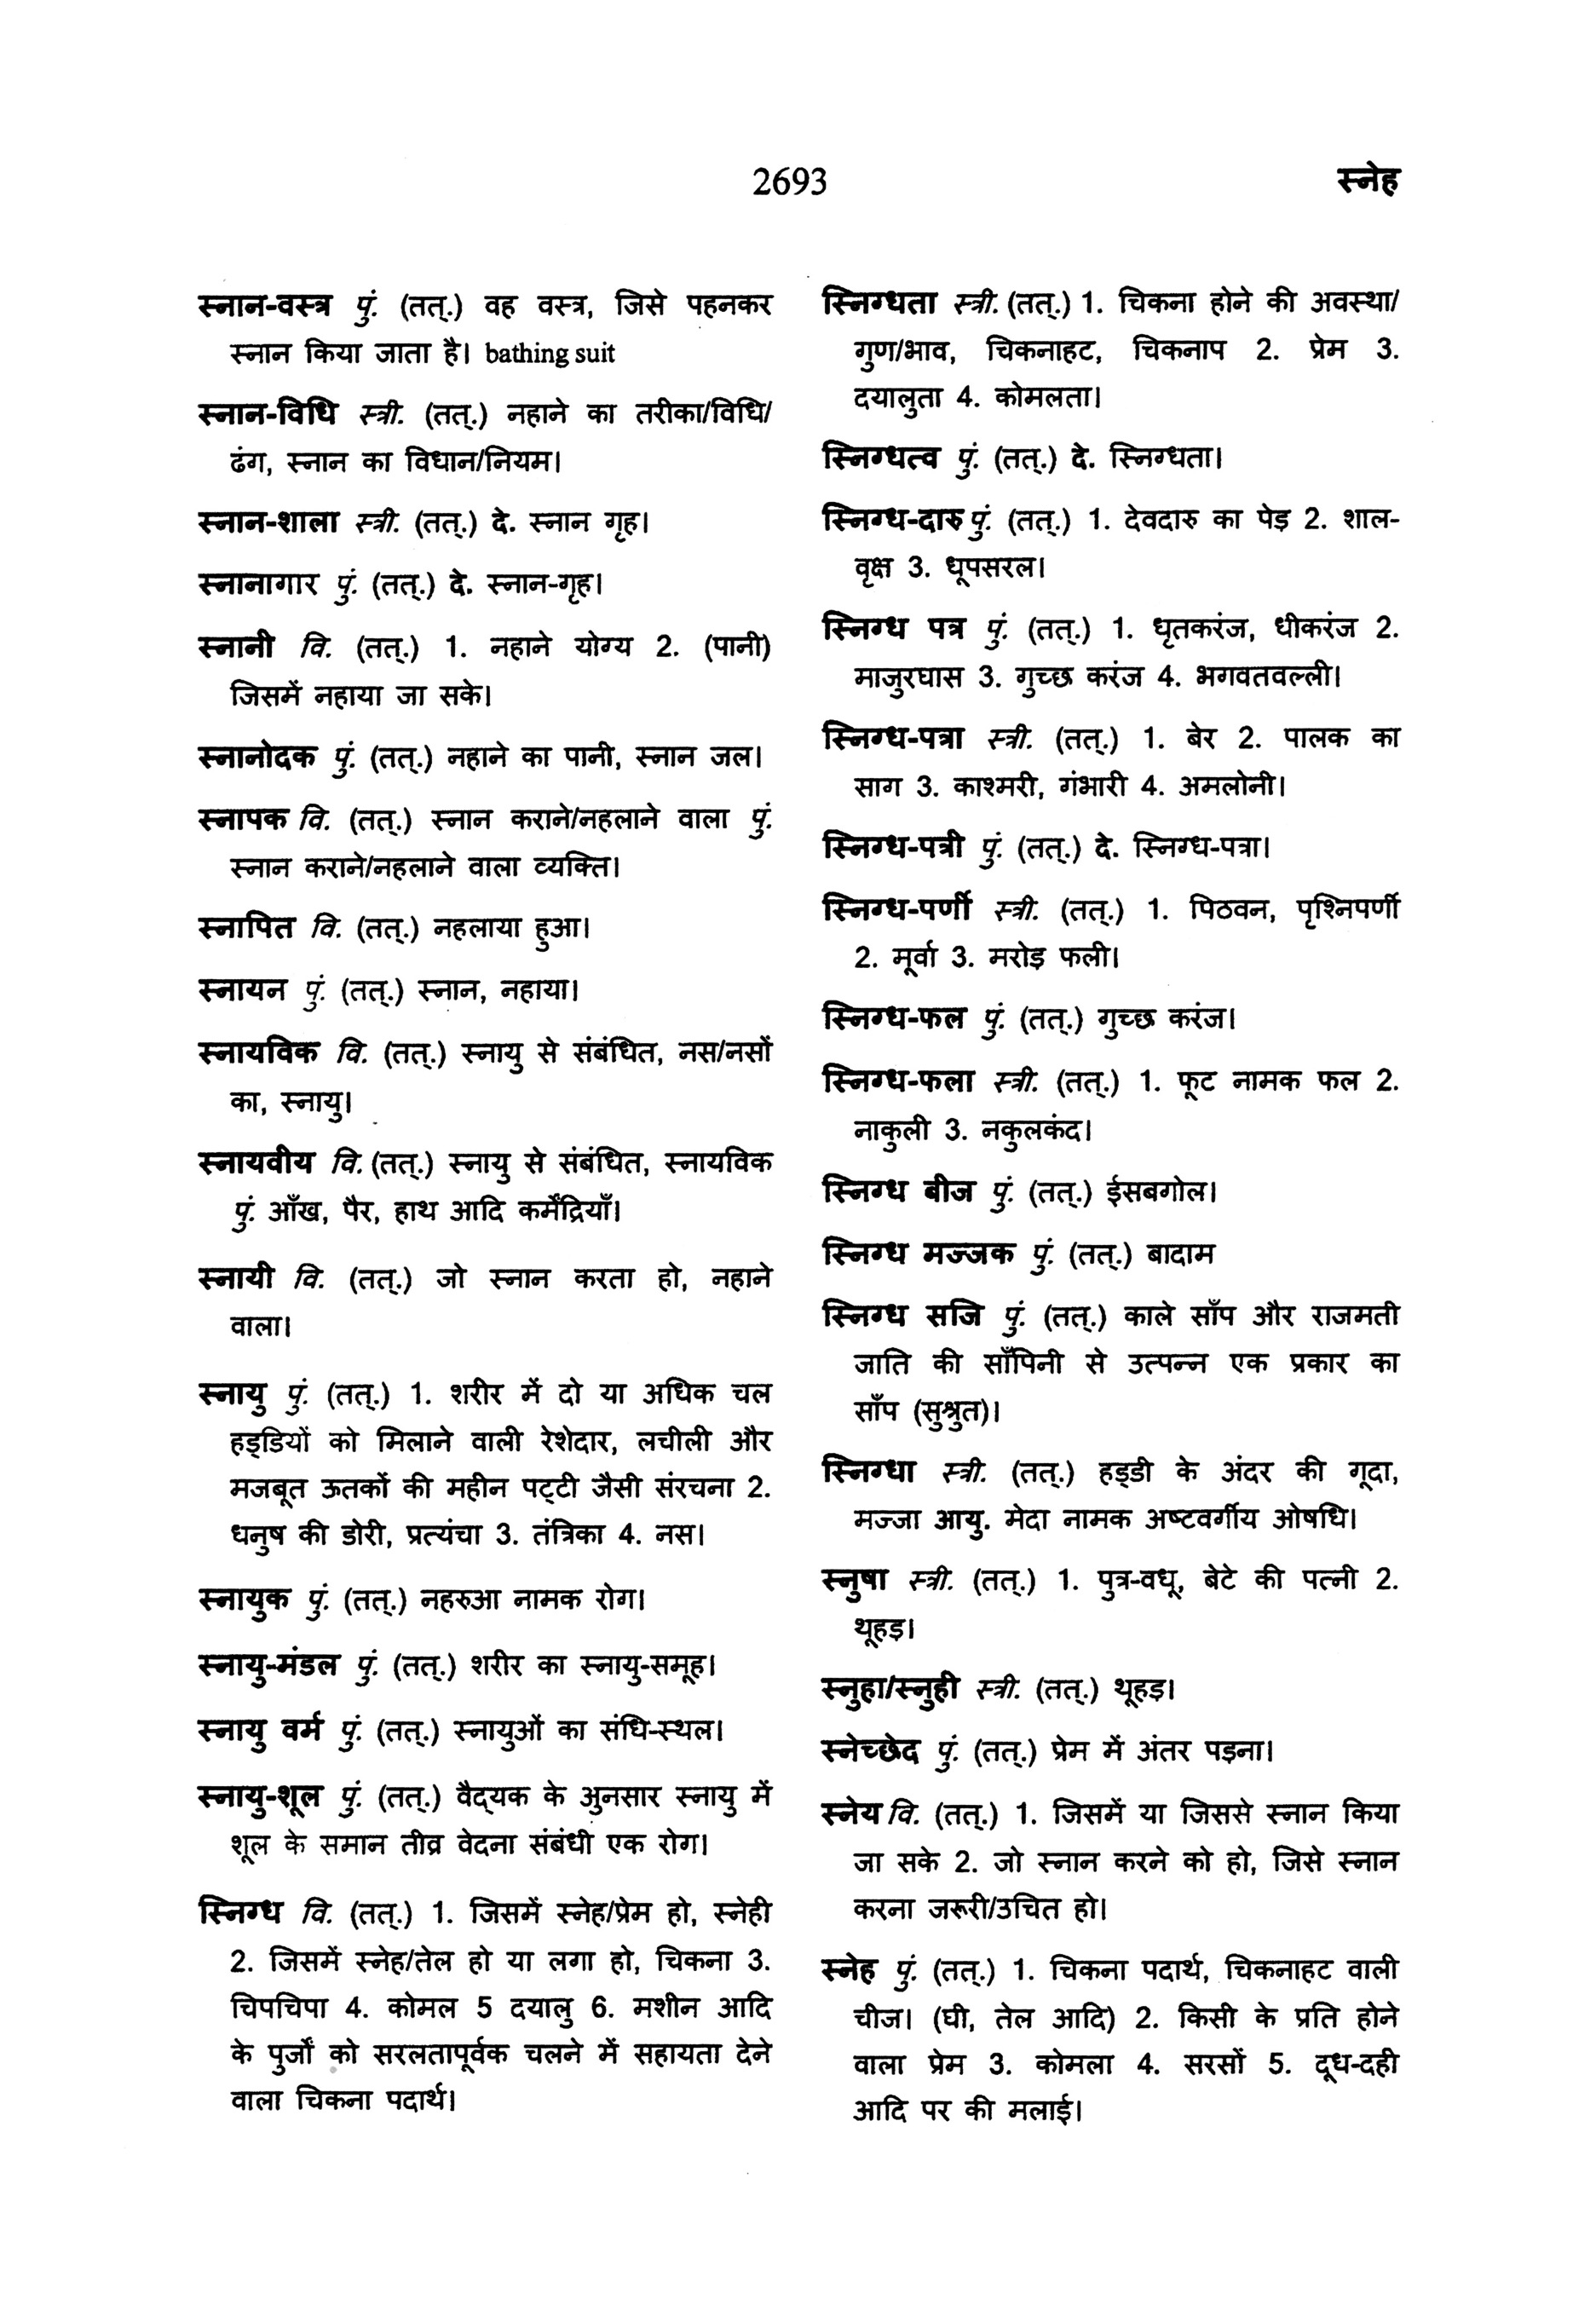 2693
स्नेह
स्नान-वस्त्र पुं. (तत्.) वह वस्त्र, जिसे पहनकर
स्नान किया जाता है। bathing suit
स्नान-विधि स्त्री. (तत्.) नहाने का तरीका/विधि/
ढंग, स्नान का विधान/नियम।
स्नान-शाला स्त्री. (तत्.) दे. स्नान गृह।
स्नानागार पुं. (तत्.) दे. स्नान-गृह।
स्नानी वि. (तत्.) 1. नहाने योग्य 2. (पानी)
जिसमें नहाया जा सके।
स्नानोदक पुं. (तत्.) नहाने का पानी, स्नान जल।
स्नापक वि. (तत्.) स्नान कराने/नहलाने वाला पुं.
स्नान कराने/नहलाने वाला व्यक्ति।
स्नापित वि. (तत्.) नहलाया हुआ।
स्नायन पुं. (तत्.) स्नान, नहाया।
स्नायविक वि. (तत्.) स्नायु से संबंधित, नस/नसों
का, स्नायु।
स्नायवीय वि. (तत्.) स्नायु से संबंधित, स्नायविक
पुं. आँख, पैर, हाथ आदि कर्मेंद्रियाँ।
स्नायी वि. (तत्.) जो स्नान करता हो, नहाने
वाला।
स्नायु पुं. (तत्.) 1. शरीर में दो या अधिक चल
हड्डियों को मिलाने वाली रेशेदार, लचीली और
मजबूत ऊतकों की महीन पट्टी जैसी संरचना 2.
धनुष की डोरी, प्रत्यंचा 3. तंत्रिका 4. नस।
स्नायुक पुं. (तत्.) नहरुआ नामक रोग।
स्नायु-मंडल पुं. (तत्.) शरीर का स्नायु-समूह।
स्नायु वर्म पुं. (तत्.) स्नायुओं का संधि-स्थल।
स्नायु-शूल पुं. (तत्.) वैद्यक के अुनसार स्नायु में
शूल के समान तीव्र वेदना संबंधी एक रोग।
स्निग्ध वि. (तत्.) 1. जिसमें स्नेह/प्रेम हो, स्नेही
2. जिसमें स्नेह/तेल हो या लगा हो, चिकना 3.
चिपचिपा 4. कोमल 5 दयालु 6. मशीन आदि
के पुर्जों को सरलतापूर्वक चलने में सहायता देने
वाला चिकना पदार्थ।
स्निग्धता स्त्री. (तत्.) 1. चिकना होने की अवस्था/
गुण/भाव, चिकनाहट, चिकनाप 2. प्रेम 3.
दयालुता 4. कोमलता।
स्निग्धत्व पुं. (तत्.) दे. स्निग्धता।
स्निग्ध-दारु पुं. (तत्.) 1. देवदारु का पेड़ 2. शाल-
वृक्ष 3. धूपसरल।
स्निग्ध पत्र पुं. (तत्.) 1. धृतकरंज, धीकरंज 2.
माजुरघास 3. गुच्छ करंज 4. भगवतवल्ली।
स्निग्ध-पत्रा स्त्री. (तत्.) 1. बेर 2. पालक का
साग 3. काश्मरी, गंभारी 4. अमलोनी।
स्निग्ध-पत्री पुं. (तत्.) दे. स्निग्ध-पत्रा।
स्निग्ध-पर्णी स्त्री. (तत्.) 1. पिठवन, पृश्निपर्णी
2. मूर्वा 3. मरोड़ फली।
स्निग्ध-फल पुं. (तत्.) गुच्छ करंज।
स्निग्ध-फला स्त्री. (तत्.) 1. फूट नामक फल 2.
नाकुली 3. नकुलकंद।
स्निग्ध बीज पुं. (तत्.) ईसबगोल।
स्निग्ध मज्जक पुं. (तत्.) बादाम
स्निग्ध सजि पुं. (तत्.) काले साँप और राजमती
जाति की साँपिनी से उत्पन्न एक प्रकार का
साँप (सुश्रुत)।
स्निग्धा स्त्री. (तत्.) हड्डी के अंदर की गूदा,
मज्जा आयु. मेदा नामक अष्टवर्गीय ओषधि।
स्नुषा स्त्री. (तत्.) 1. पुत्र-वधू, बेटे की पत्नी 2.
थूहड़।
स्नुहा/स्नुही स्त्री. (तत्.) थूहड़।
स्नेच्छेद पुं. (तत्.) प्रेम में अंतर पड़ना।
स्नेय वि. (तत्.) 1. जिसमें या जिससे स्नान किया
जा सके 2. जो स्नान करने को हो, जिसे स्नान
करना जरूरी/उचित हो।
स्नेह पुं. (तत्.) 1. चिकना पदार्थ, चिकनाहट वाली
चीज। (घी, तेल आदि) 2. किसी के प्रति होने
वाला प्रेम 3. कोमला 4. सरसों 5. दूध-दही
आदि पर की मलाई।